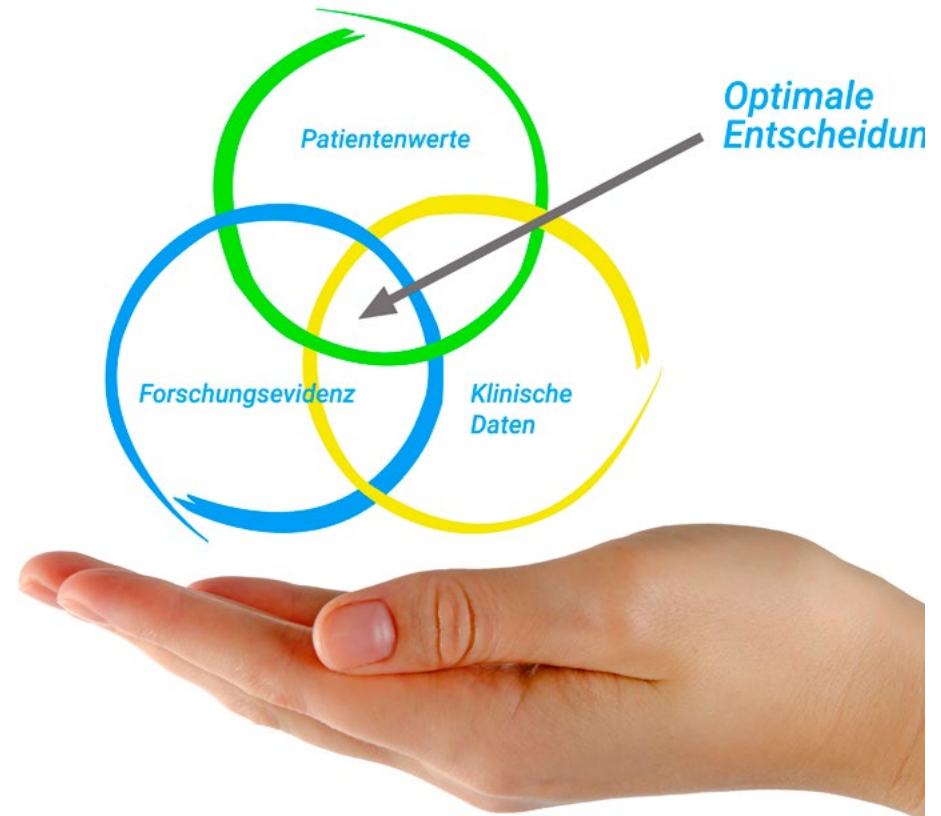 Patientenwerte
Optimale
Entscheidun
Forschungsevidenz
Klinische
Daten